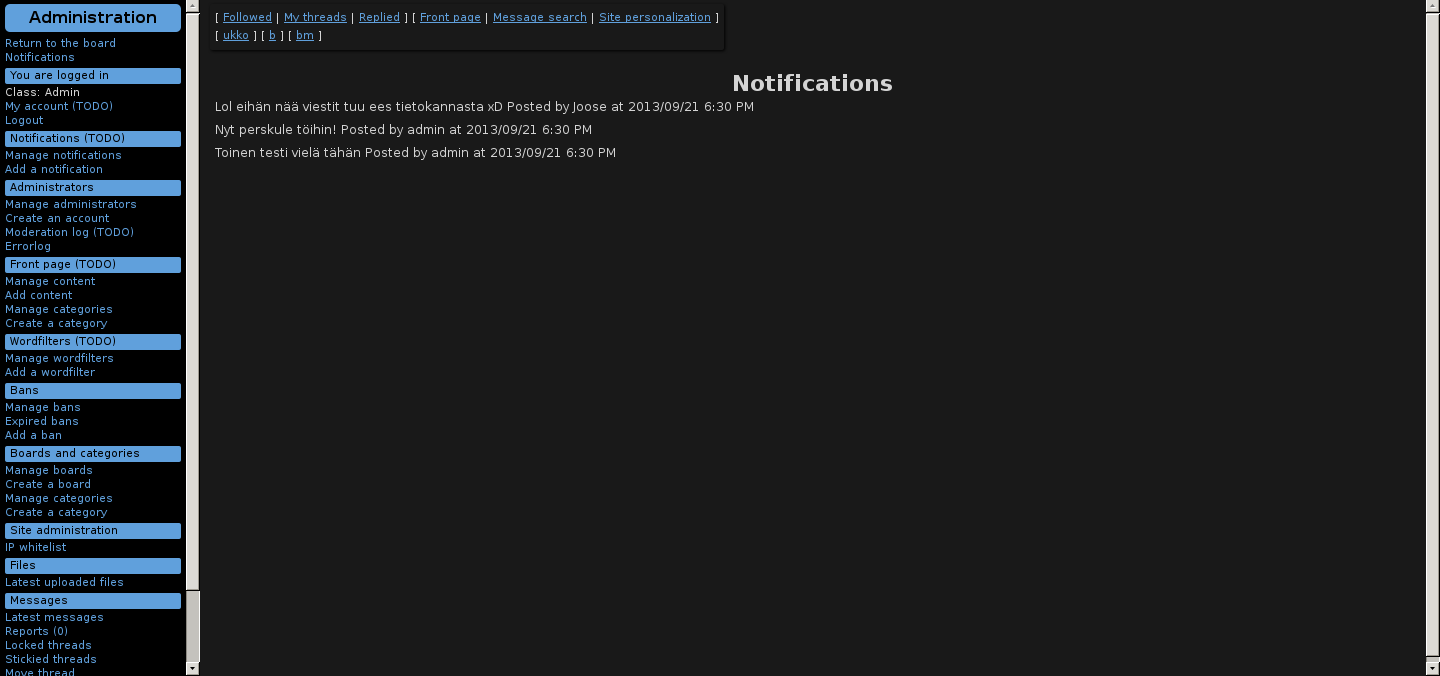 Administration
Return to the board
Notifications
You are logged in
Class: Admin
My account (TODO)
Logout
Notifications (TODO)
Manage notifications
Add a notification
Administrators
Manage administrators
Create an account
Moderation log (TODO)
Errorlog
Front page (TODO)
Manage content
Add content
Manage categories
Create a category
Wordfilters (TODO)
Manage wordfilters
Add a wordfilter
Bans
Manage bans
Expired bans
Add a ban
Boards and categories
Manage boards
Create a board
Manage categories
Create a category
Site administration
IP whitelist
Files
Latest uploaded files
Messages
Latest messages
Reports (0)
Locked threads
Stickied threads
Move thread
[ Followed | My threads | Replied ] [ Front page | Message search | Site personalization ]
[ ukko ] [ b ] [ bm ]
Notifications
Lol eihän nää viestit tuu ees tietokannasta xD Posted by Joose at 2013/09/21 6:30 PM
Nyt perskule töihin! Posted by admin at 2013/09/21 6:30 PM
Toinen testi vielä tähän Posted by admin at 2013/09/21 6:30 PM